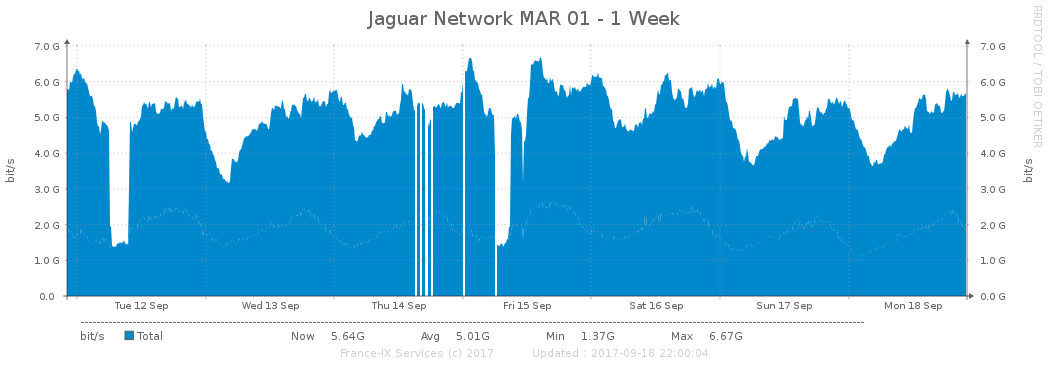 Jaguar Network MAR 01 - 1 Week
RRDTOOL / TOBI OETIKER
bit/s
7.0 G
6.0 G
5.0 G
4.0 G
3.0 G
2.0 G
1.0 G
0.0
7.0 G
6.0 G
5.0 G
4.0 G
3.0 G
2.0 G
1.0 G
0.0 G
bit/s
Tue 12 Sep Wed 13 Sep Thu 14 Sep Fri 15 Sep Sat 16 Sep Sun 17 Sep Mon 18 Sep
bit/s Total Now 5.64G Avg 5.01G Min 1.37G Max 6.67G
France-IX Services (c) 2017 Updated : 2017-09-18 22:00:04